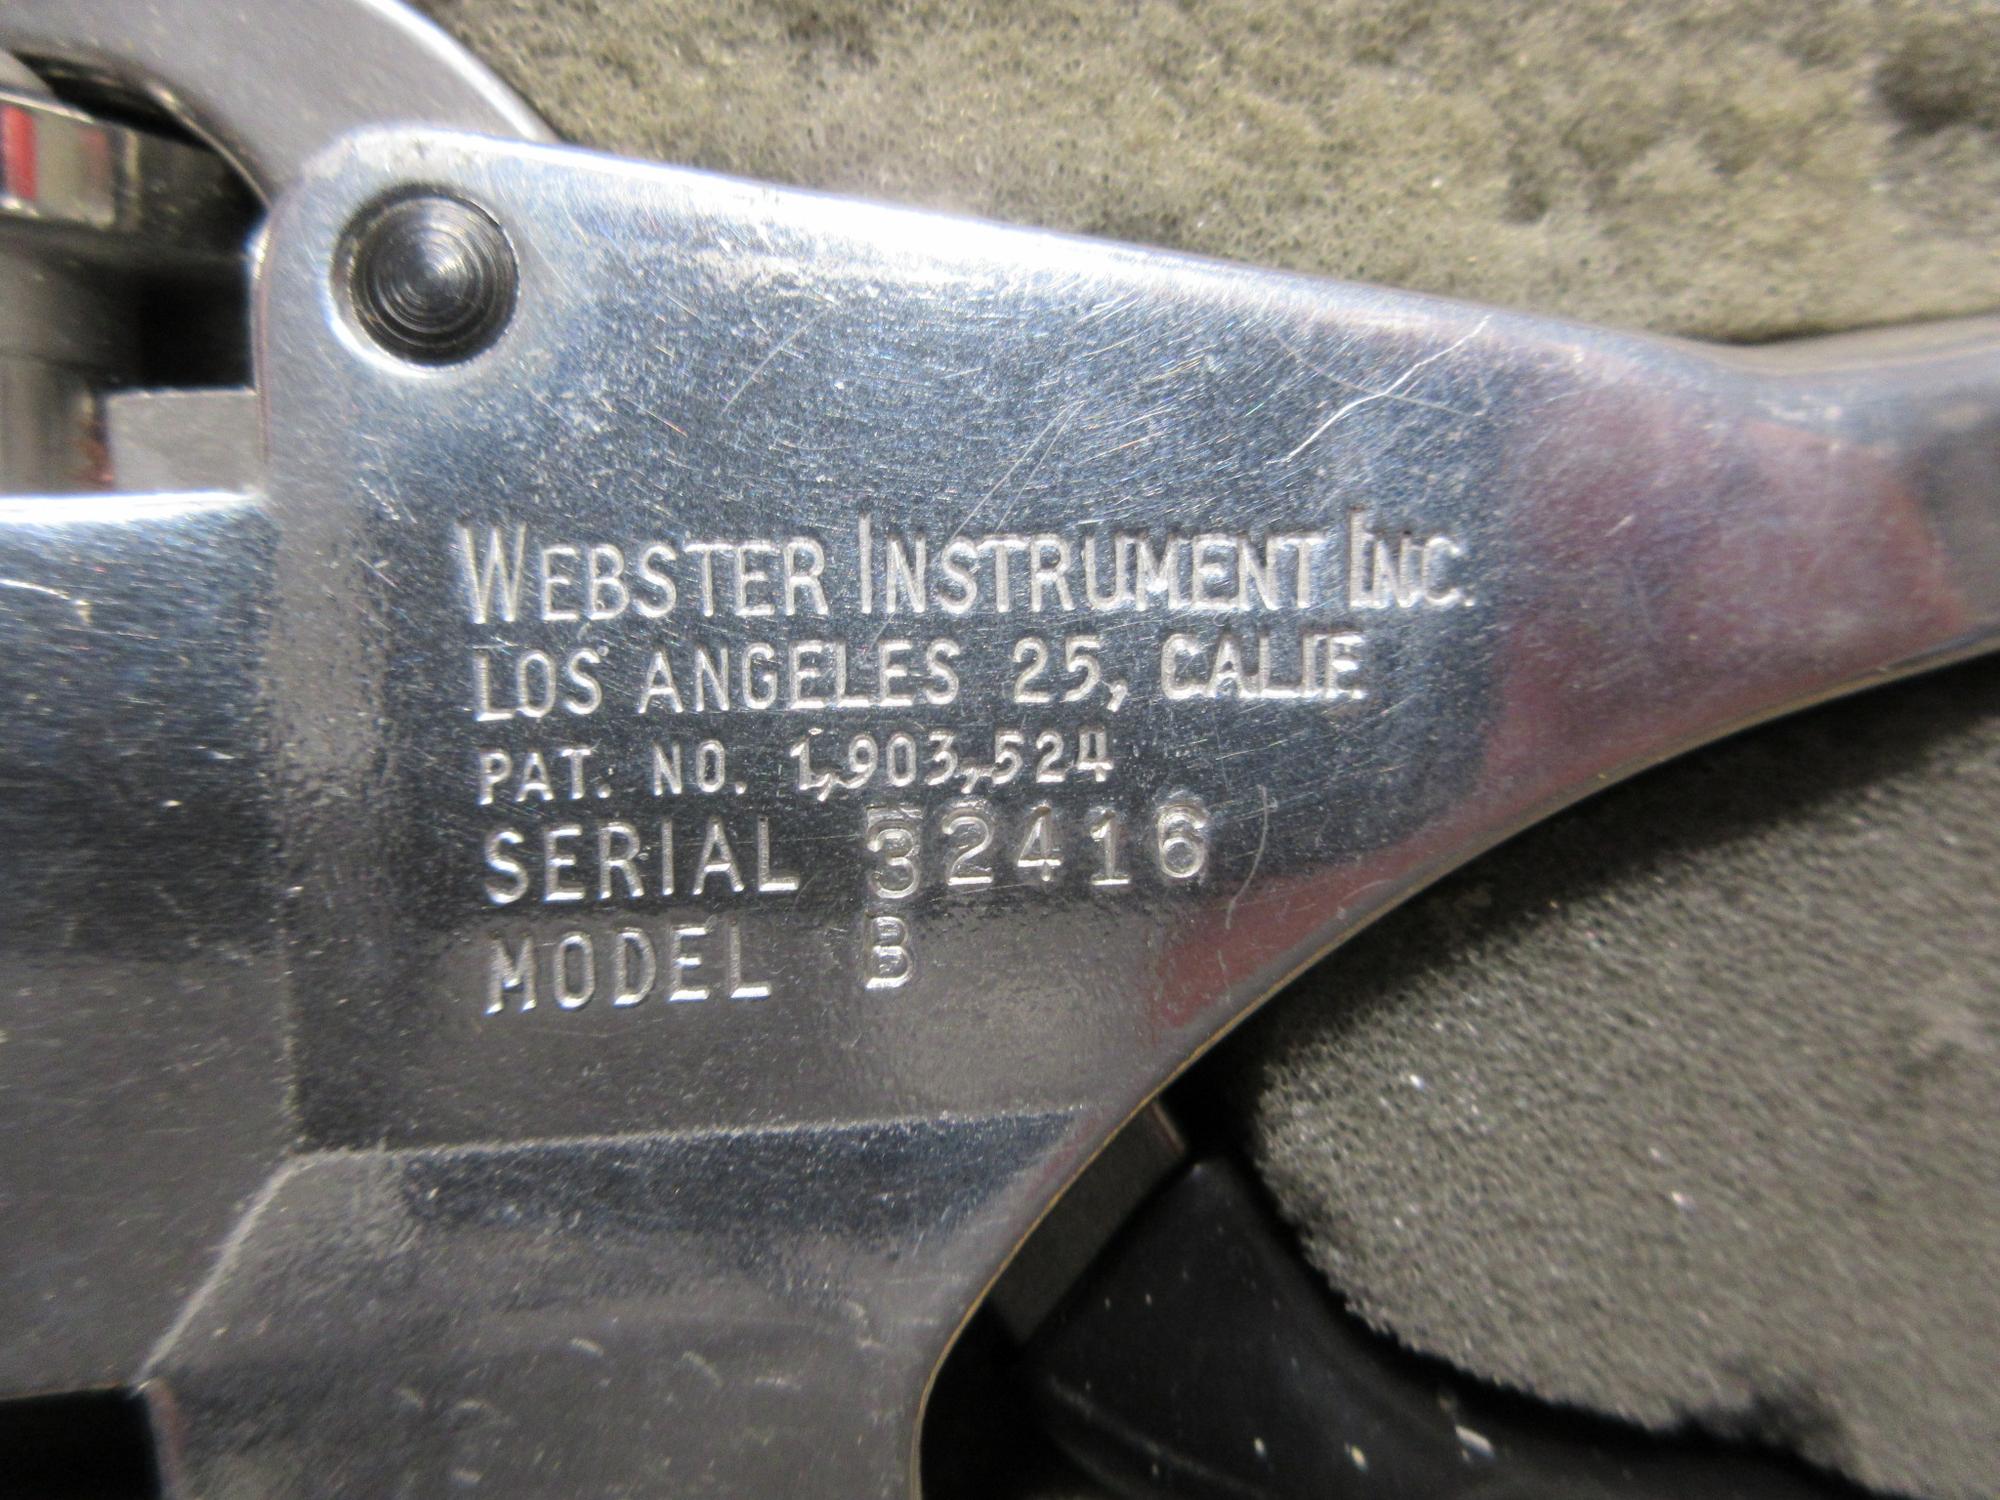 WEBSTER INSTRUMENT INC.
LOS ANGELES 25, CALIF.
PAT. NO. 1,903,524
SERIAL 32416
MODEL B